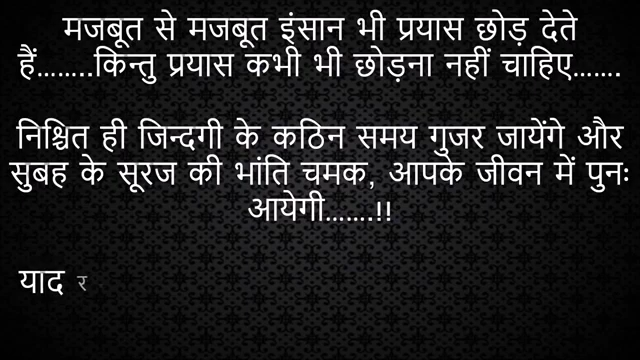 मजबूत से मजबूत इंसान भी प्रयास छोड़ देते
हैं……..किन्तु प्रयास कभी भी छोड़ना नहीं चाहिए…….
निश्चित ही जिन्दगी के कठिन समय गुजर जायेंगे और
सुबह के सूरज की भांति चमक, आपके जीवन में पुनः
आयेगी…….!!
याद र